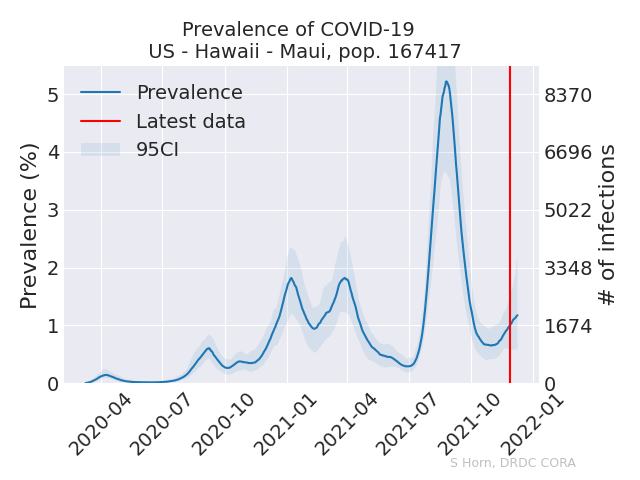 Prevalence of COVID-19
US - Hawaii - Maui, pop. 167417
Prevalence
Latest data
95CI
Prevalence (%)
5
4
3
2
1
0
8370
6696
5022
3348
1674
0
# of infections
2020-04
2020-07
2020-10
2021-01
2021-04
2021-07
2021-10
2022-01
S Horn, DRDC CORA